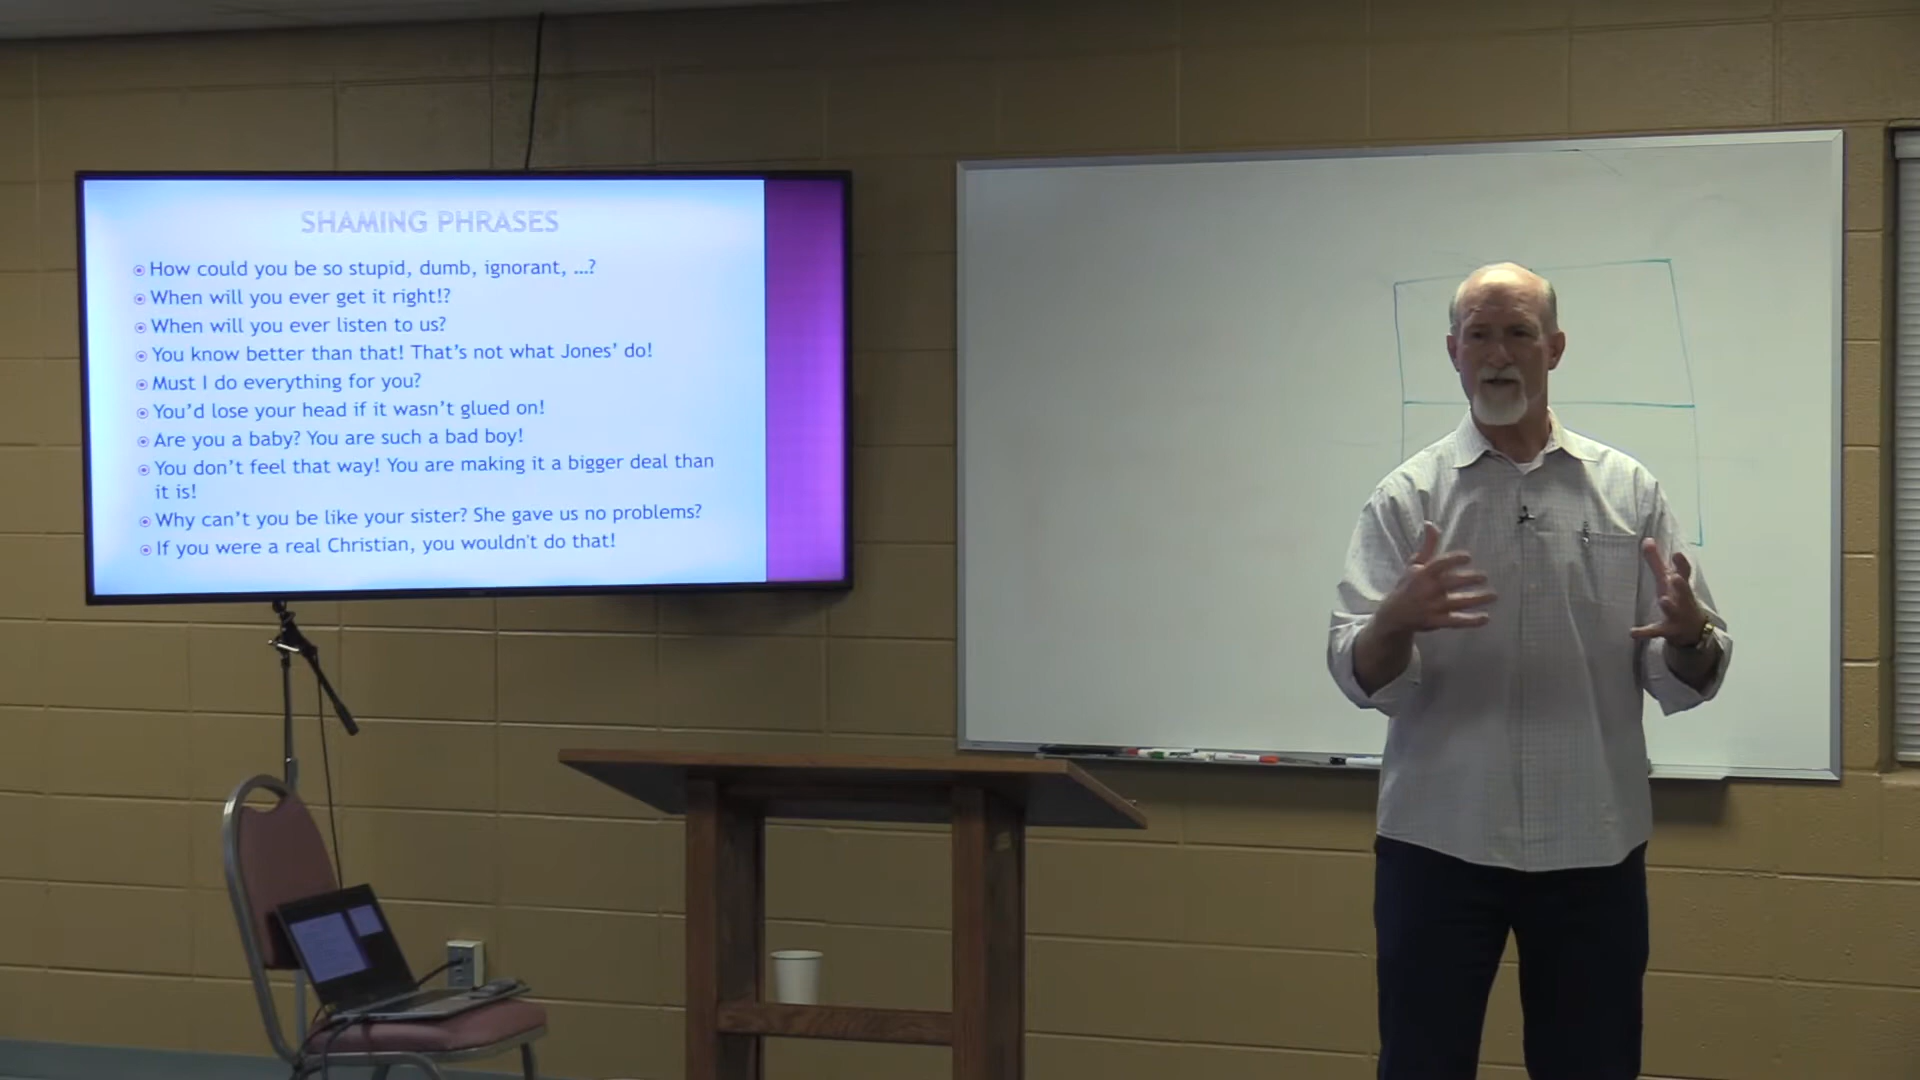 SHAMING PHRASES
How could you be so stupid, dumb, ignorant, ...?
When will you ever get it right!?
When will you ever listen to us?
You know better than that! That's not what Jones' do!
Must I do everything for you?
You'd lose your head if it wasn't glued on!
Are you a baby? You are such a bad boy!
You don't feel that way! You are making it a bigger deal than
it is!
Why can't you be like your sister? She gave us no problems?
If you were a real Christian, you wouldn't do that!